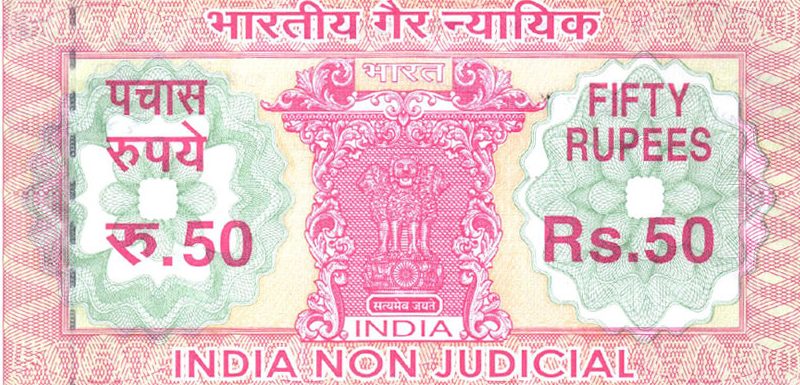 भारतीय गैर न्यायिक
भारत
पचास
रुपये
रु.50
FIFTY
RUPEES
Rs.50
सत्यमेव जयते
INDIA
INDIA NON JUDICIAL